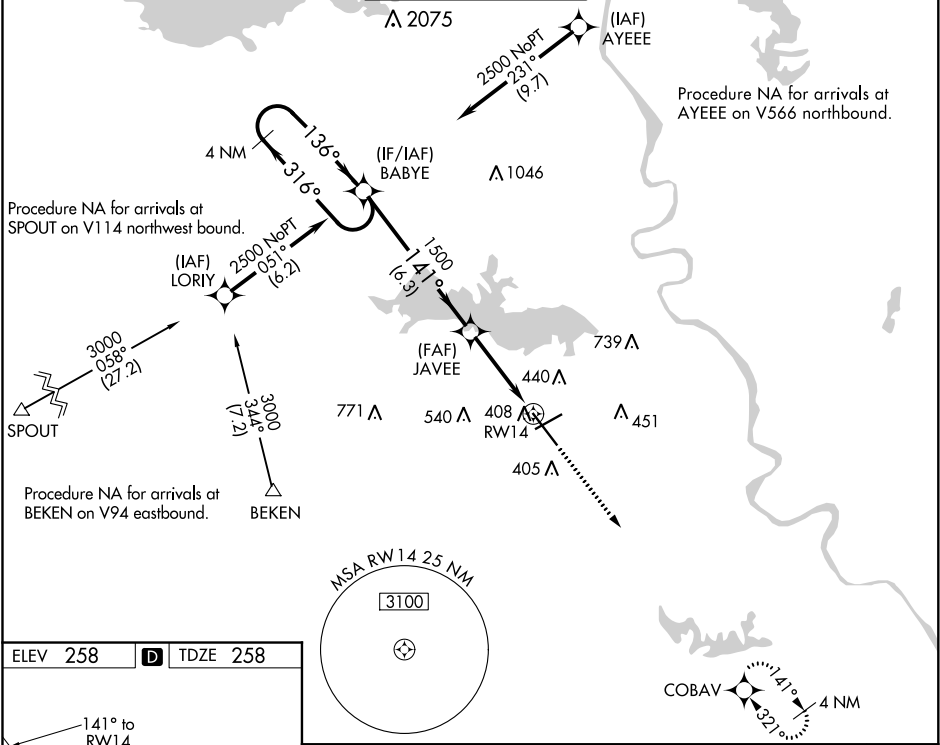 2075
(IAF)
AYEEE
2500 NoPT
231°
(9.7)
Procedure NA for arrivals at
AYEEE on V566 northbound.
136°
4 NM
316°
(IF/IAF)
BABYE
1046
Procedure NA for arrivals at
SPOUT on V114 northwest bound.
2500 NoPT
051°
(6.2)
(IAF)
LORIY
1500
141°
(6.3)
3000
058°
(27.2)
SPOUT
(FAF)
JAVEE
739
440
3000
344°
(7.2)
771
540
408
RW14
451
405
Procedure NA for arrivals at
BEKEN on V94 eastbound.
BEKEN
MSA RW14 25 NM
3100
ELEV 258 D TDZE 258
141° to
RW14
COBAV
141°
4 NM
321°